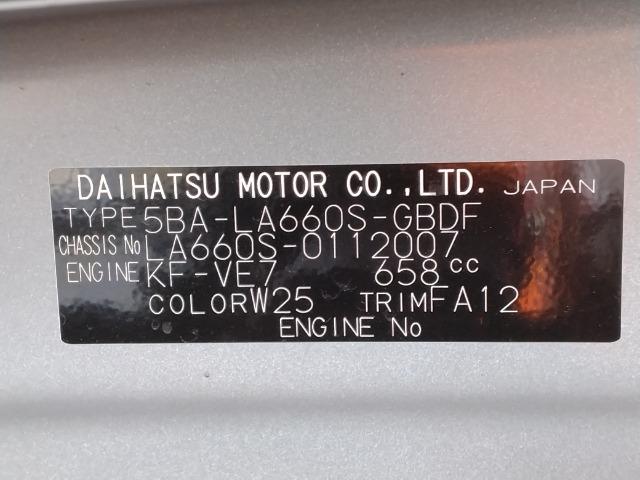 DAIHATSU MOTOR CO.,LTD. JAPAN
TYPE 5BA-LA660S-GBDF
CHASSIS No LA660S-0112007
ENGINE KF-VE7 658cc
COLOR W25 TRIM FA12
ENGINE No